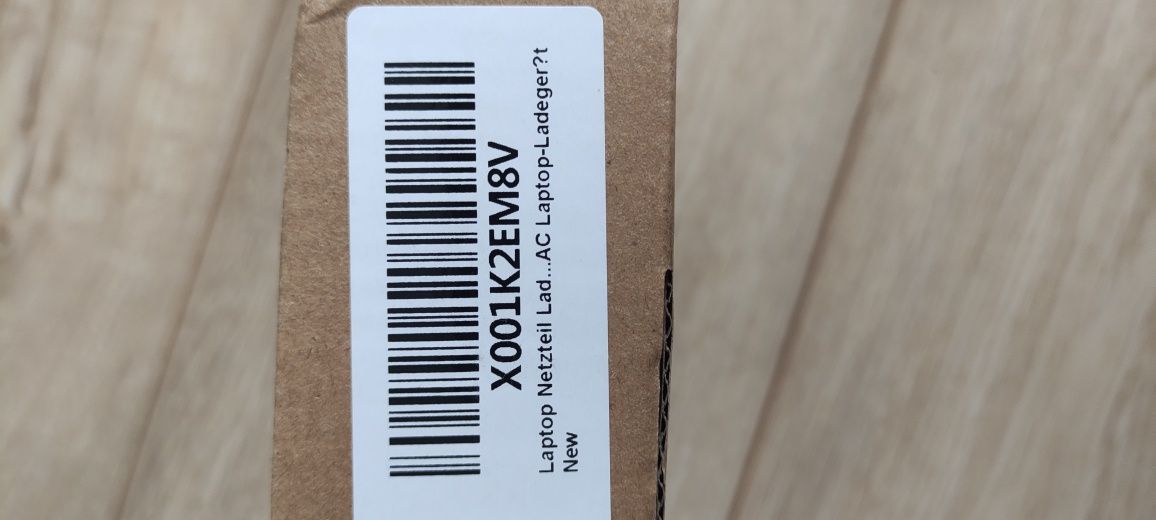 X001K2EM8V
Laptop Netzteil Lad...AC Laptop-Ladeger?t
New